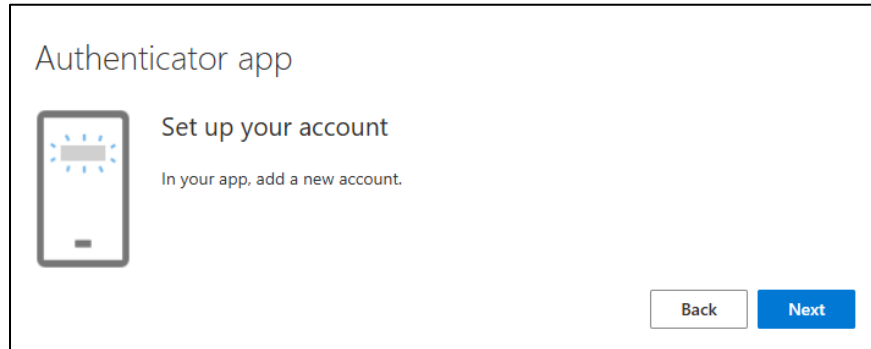 Authenticator app
Set up your account
In your app, add a new account.
Back
Next